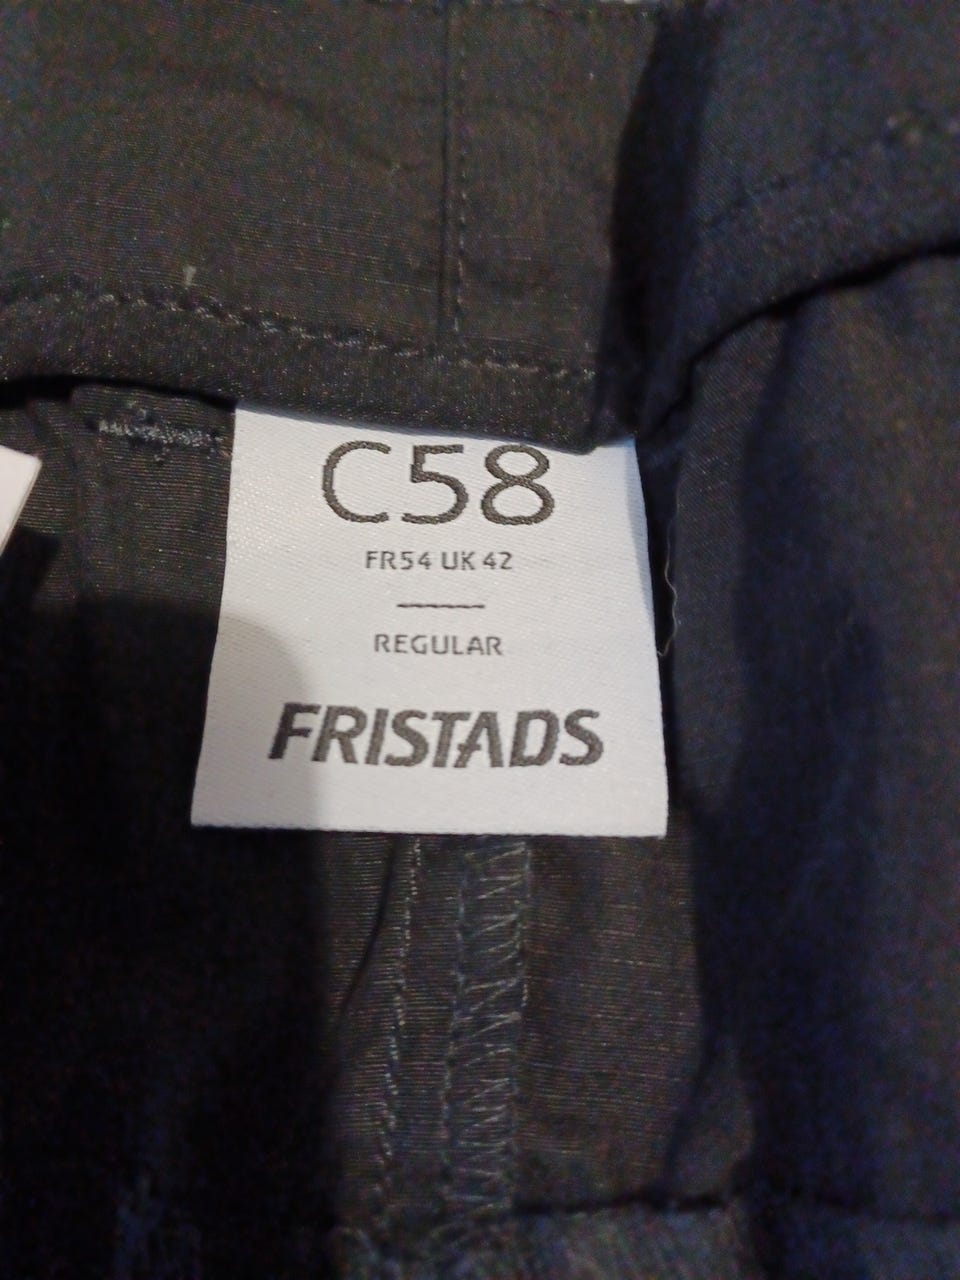 C58
FR54 UK 42
REGULAR
FRISTADS